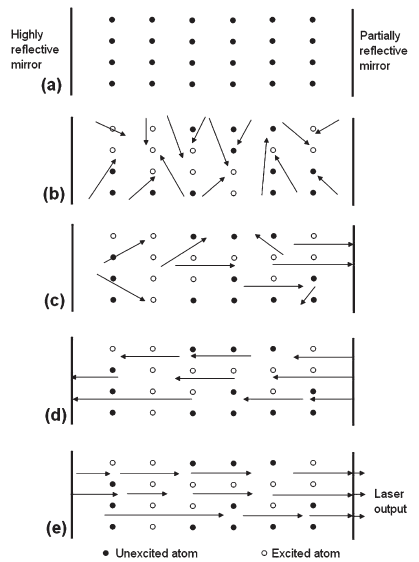 Highly
reflective
mirror
Partially
reflective
mirror
(a)
(b)
(c)
(d)
(e)
Laser
output
Unexcited atom
Excited atom